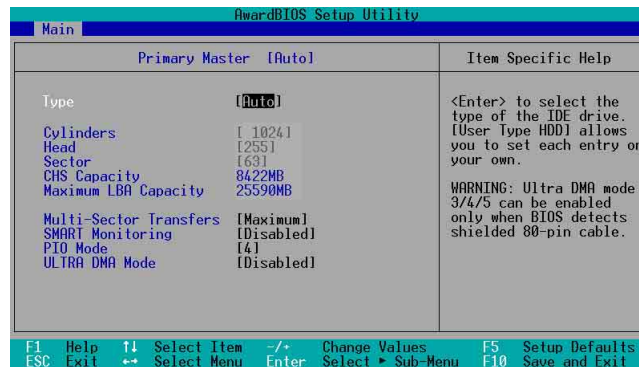 AwardBIOS Setup Utility
Main
Primary Master [Auto]
Item Specific Help
Type [Auto]
Cylinders [ 1024]
Head [255]
Sector [63]
CHS Capacity 8422MB
Maximum LBA Capacity 25590MB
Multi-Sector Transfers [Maximum]
SMART Monitoring [Disabled]
PIO Mode [4]
ULTRA DMA Mode [Disabled]
<Enter> to select the
type of the IDE drive.
[User Type HDD] allows
you to set each entry on
your own.
WARNING: Ultra DMA mode
3/4/5 can be enabled
only when BIOS detects
shielded 80-pin cable.
F1 Help ↑↓ Select Item -/+ Change Values F5 Setup Defaults
ESC Exit ←→ Select Menu Enter Select ► Sub-Menu F10 Save and Exit